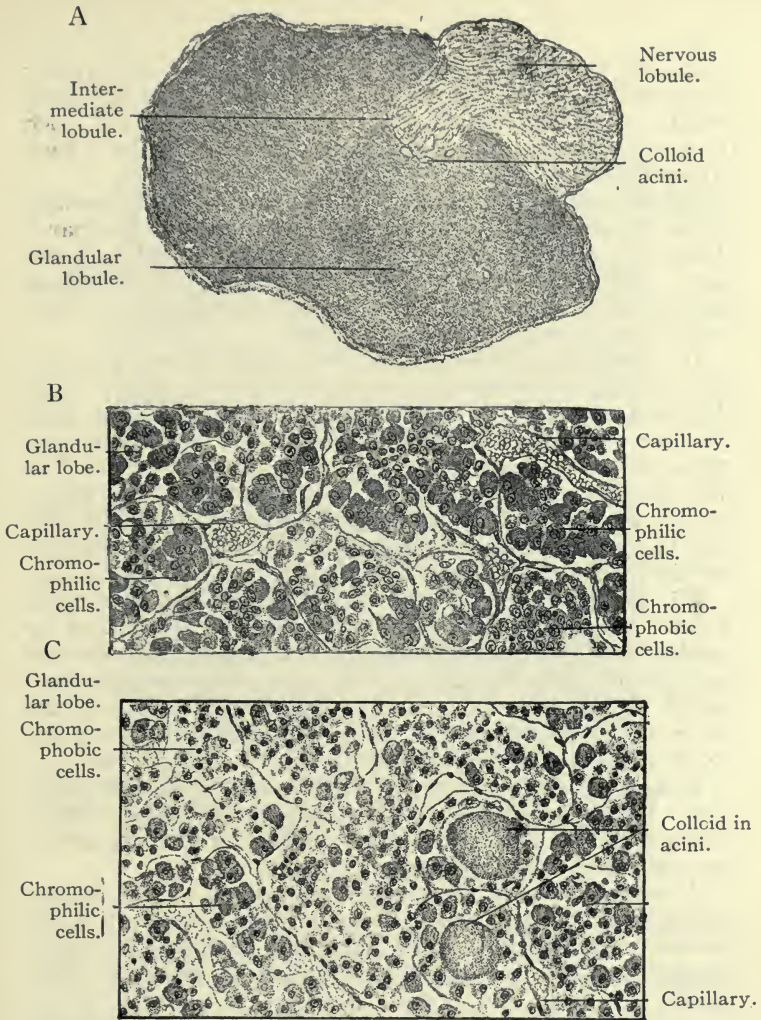 A
Inter-
mediate
lobule.
Glandular
lobule.
Nervous
lobule.
Colloid
acini.
B
Glandu-
lar lobe.
Capillary.
Chromo-
philic
cells.
Capillary.
Chromo-
philic
cells.
Chromo-
phobic
cells.
C
Glandu-
lar lobe.
Chromo-
phobic
cells.
Chromo-
philic
cells.
Colloid in
acini.
Capillary.